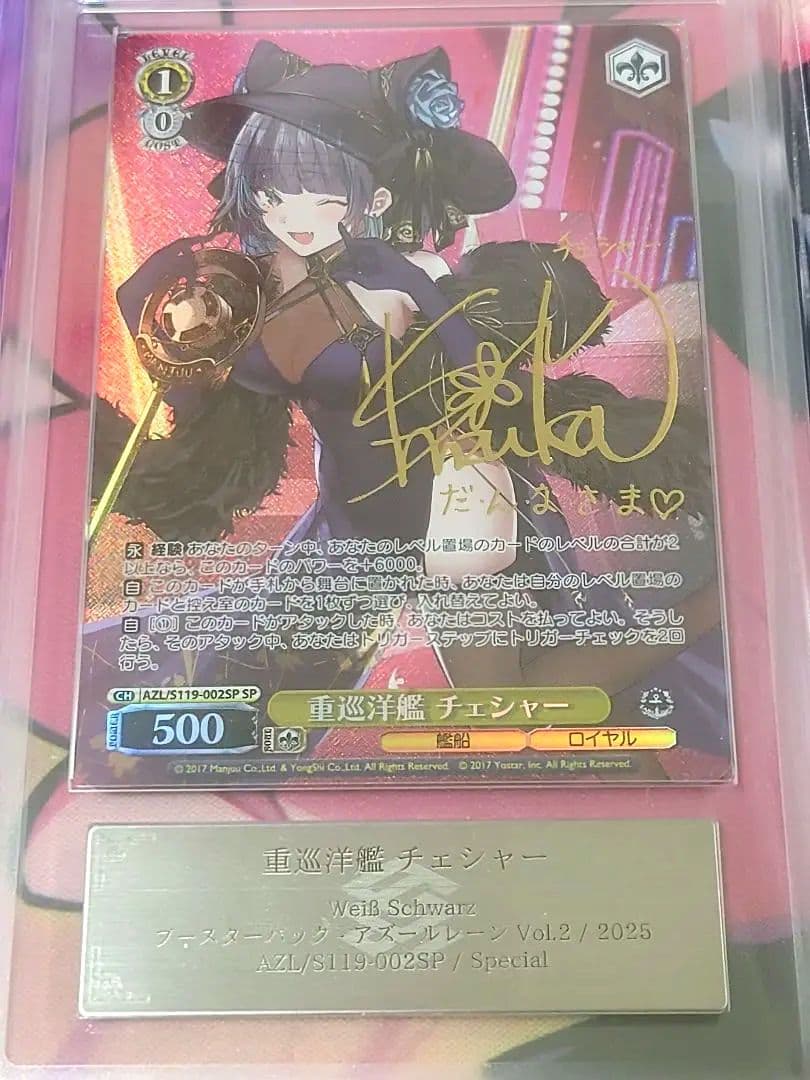 LEVEL
1
0
COST
MANJUU
チェシャー
Inuka
だんなさま♡
永 経験 あなたのターン中、あなたのレベル置場のカードのレベルの合計が2
以上なら、このカードのパワーを+6000。
自 このカードが手札から舞台に置かれた時、あなたは自分のレベル置場の
カードと控え室のカードを1枚ずつ選び、入れ替えてよい。
自 [⑩] このカードがアタックした時、あなたはコストを払ってよい。そうし
たら、そのアタック中、あなたはトリガーステップにトリガーチェックを2回
行う。
CH AZL/S119-002SP SP
POWER 500
SOUL
重巡洋艦 チェシャー
艦船 ロイヤル
© 2017 Manjuu Co.,Ltd. & YongShi Co.,Ltd. All Rights Reserved. © 2017 Yostar, Inc. All Rights Reserved.
重巡洋艦 チェシャー
Weiß Schwarz
ブースターパック・アズールレーン Vol.2 / 2025
AZL/S119-002SP / Special